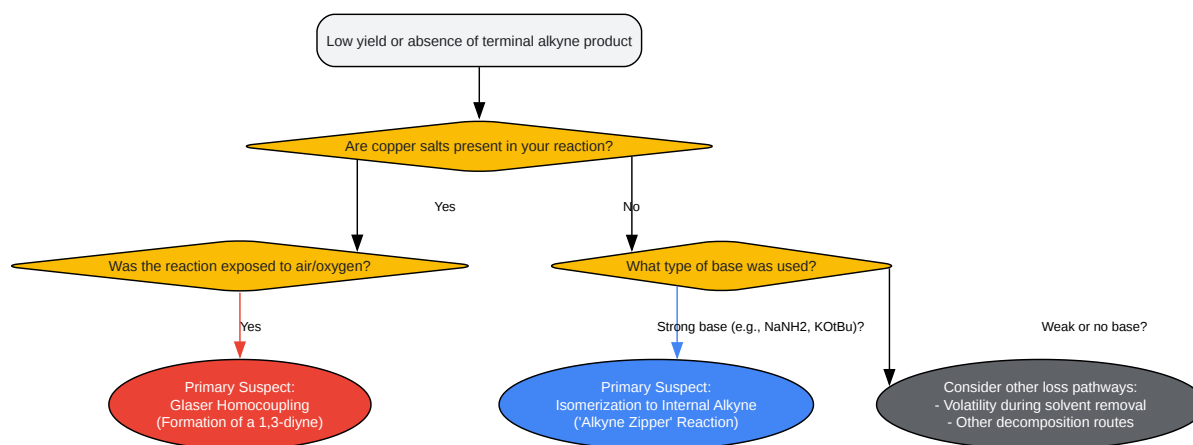 Low yield or absence of terminal alkyne product
Are copper salts present in your reaction?
Yes
No
Was the reaction exposed to air/oxygen?
What type of base was used?
Yes
Strong base (e.g., NaNH2, KOtBu)?
Weak or no base?
Primary Suspect:
Glaser Homocoupling
(Formation of a 1,3-diyne)
Primary Suspect:
Isomerization to Internal Alkyne
('Alkyne Zipper' Reaction)
Consider other loss pathways:
- Volatility during solvent removal
- Other decomposition routes